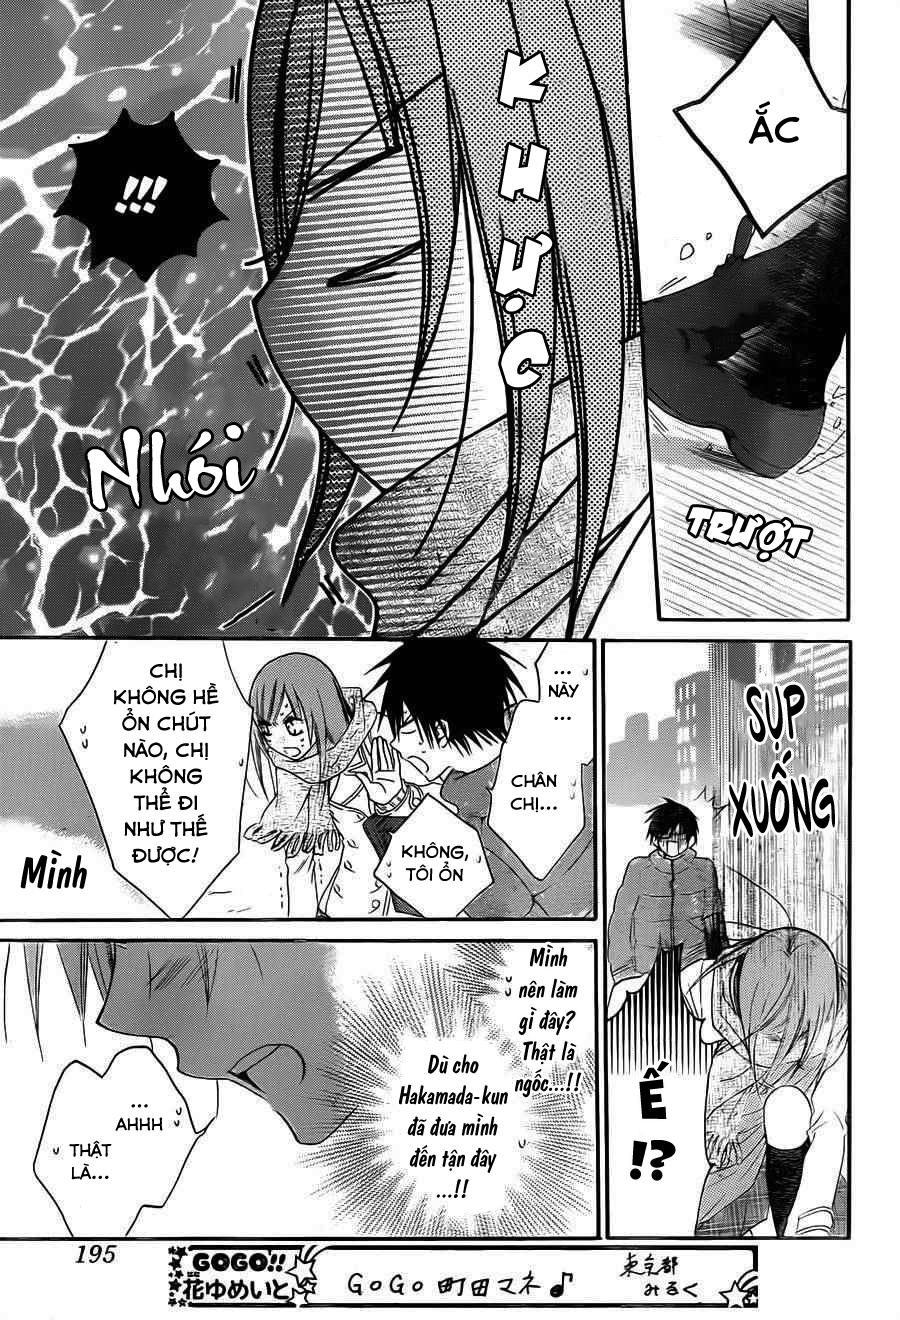 ẮC
TRƯỢT
KHỰC
!!!
Nhói
SỤP
XUỐNG
Ế
!?
...
NÀY
...
CHÂN
CHỊ...
KHÔNG,
TÔI ỔN
CHỊ
KHÔNG HỀ
ỔN CHÚT
NÀO, CHỊ
KHÔNG
THỂ ĐI
NHƯ THẾ
ĐƯỢC!
Mình
Mình
nên làm
gì đây?
Thật là
ngốc...!!
Dù cho
Hakamada-kun
đã đưa mình
đến tận đây
...!!
...
AHHH
THẬT
LÀ...
195
GOGO!!
花ゆめいと
GoGo 町田マネ♪
東京都
みるく